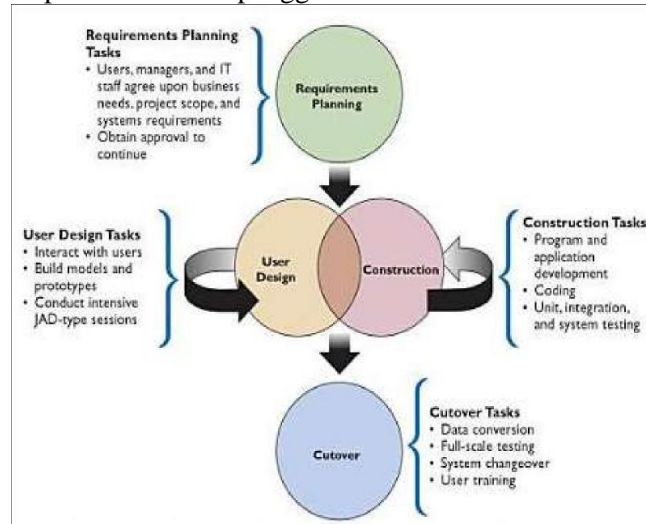 Requirements Planning
Tasks
• Users, managers, and IT
staff agree upon business
needs, project scope, and
systems requirements
• Obtain approval to
continue
Requirements
Planning
User Design Tasks
• Interact with users
• Build models and
prototypes
• Conduct intensive
JAD-type sessions
User
Design
Construction
Construction Tasks
• Program and
application
development
• Coding
• Unit, integration,
and system testing
Cutover
Cutover Tasks
• Data conversion
• Full-scale testing
• System changeover
• User training